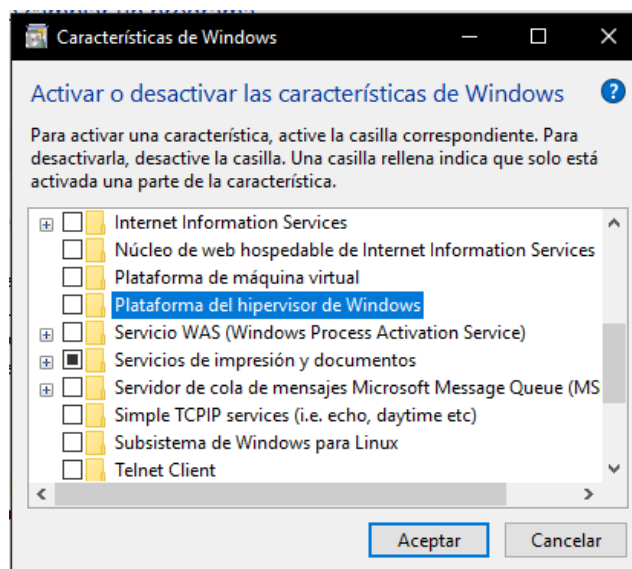 Características de Windows
Activar o desactivar las características de Windows
Para activar una característica, active la casilla correspondiente. Para
desactivarla, desactive la casilla. Una casilla rellena indica que solo está
activada una parte de la característica.
Internet Information Services
Núcleo de web hospedable de Internet Information Services
Plataforma de máquina virtual
Plataforma del hipervisor de Windows
Servicio WAS (Windows Process Activation Service)
Servicios de impresión y documentos
Servidor de cola de mensajes Microsoft Message Queue (MS
Simple TCPIP services (i.e. echo, daytime etc)
Subsistema de Windows para Linux
Telnet Client
Aceptar Cancelar